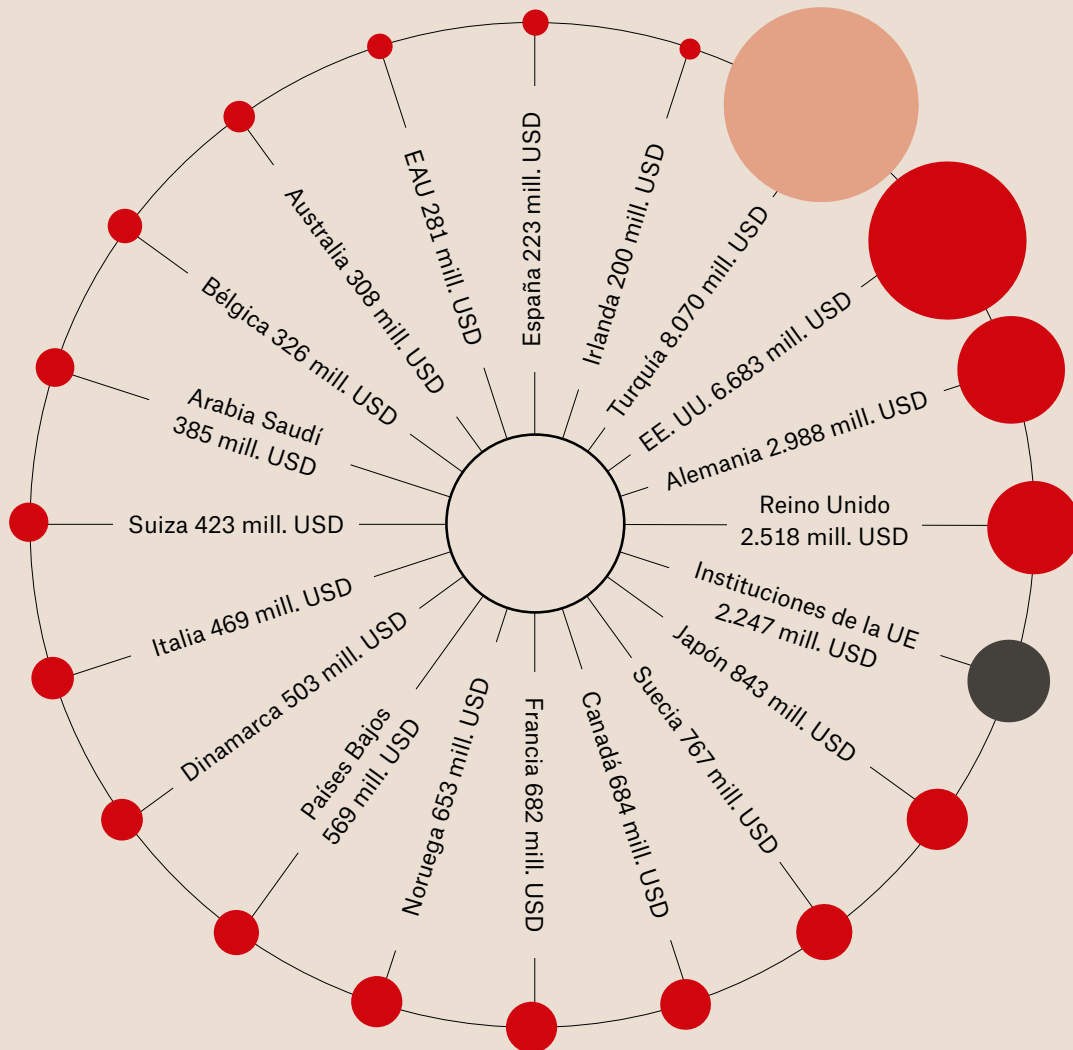 Turquía 8.070 mill. USD
EE. UU. 6.683 mill. USD
Alemania 2.988 mill. USD
Reino Unido
2.518 mill. USD
Instituciones de la UE
2.247 mill. USD
Japón 843 mill. USD
Suecia 767 mill. USD
Canadá 684 mill. USD
Francia 682 mill. USD
Noruega 653 mill. USD
Países Bajos
569 mill. USD
Dinamarca 503 mill. USD
Italia 469 mill. USD
Suiza 423 mill. USD
Arabia Saudí
385 mill. USD
Bélgica 326 mill. USD
Australia 308 mill. USD
EAU 281 mill. USD
España 223 mill. USD
Irlanda 200 mill. USD